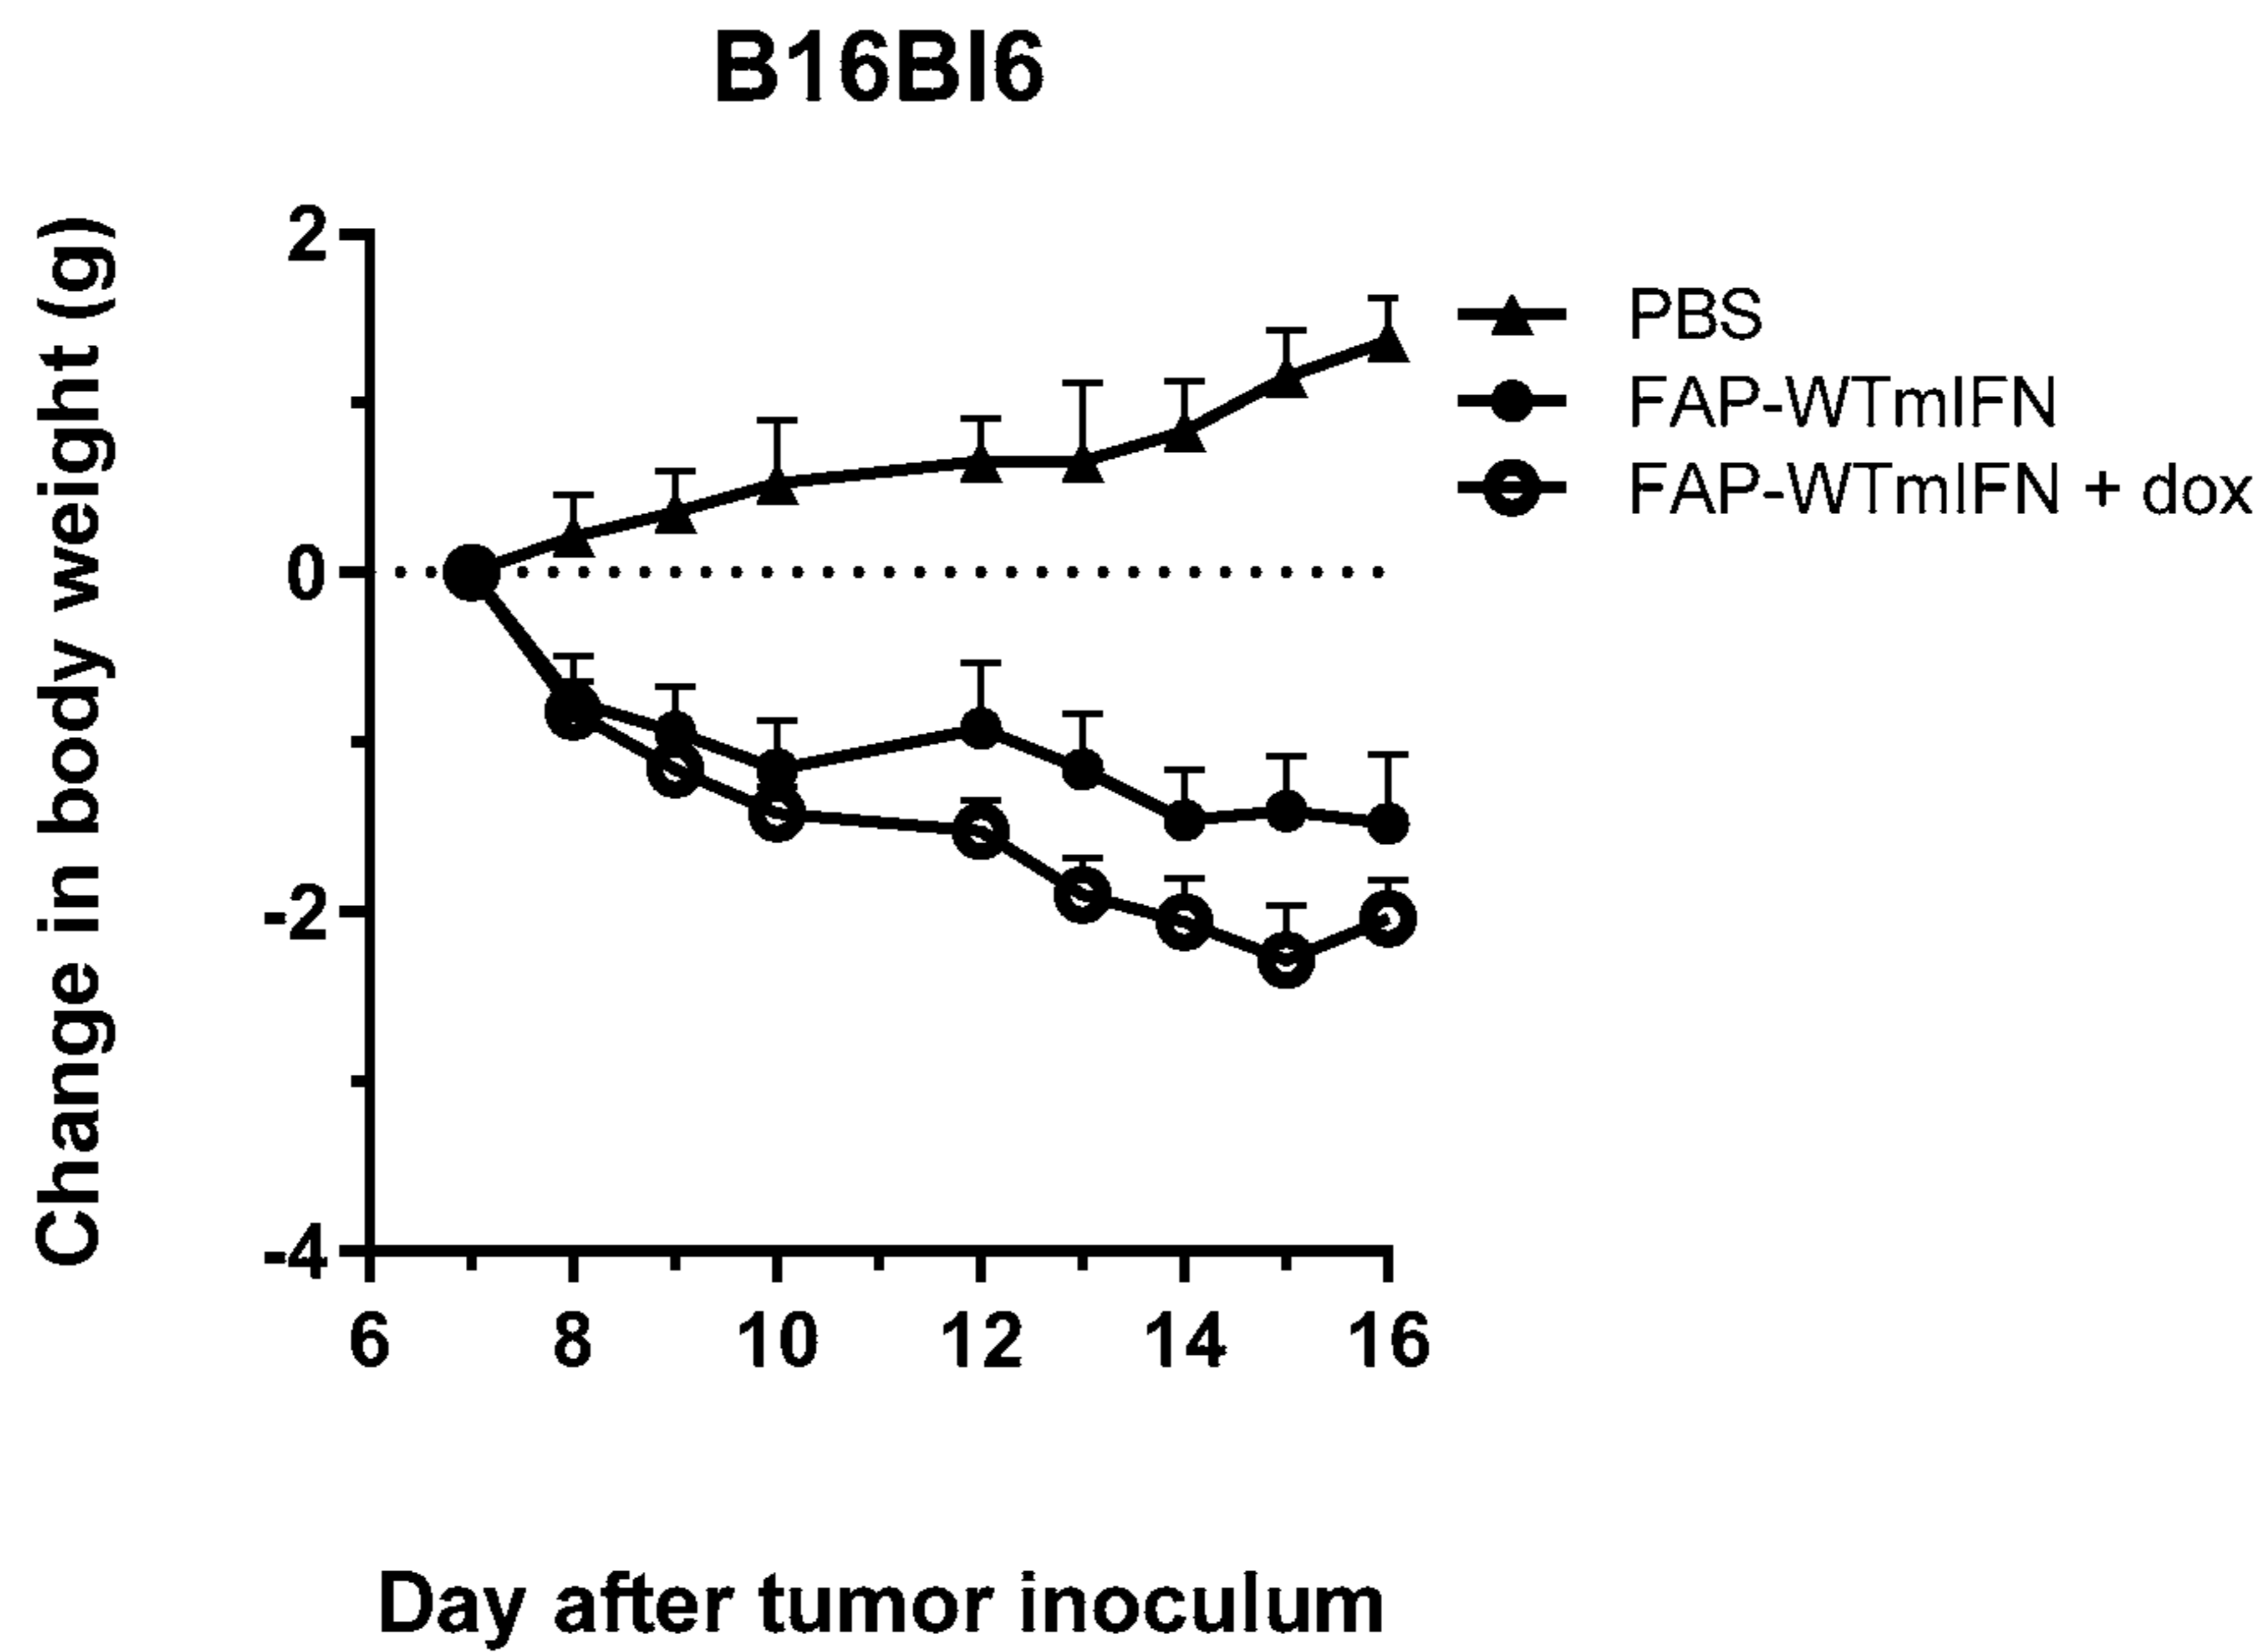 B16Bl6
Change in body weight (g)
2
0
-2
-4
6 8 10 12 14 16
Day after tumor inoculum
PBS
FAP-WTmIFN
FAP-WTmIFN + dox